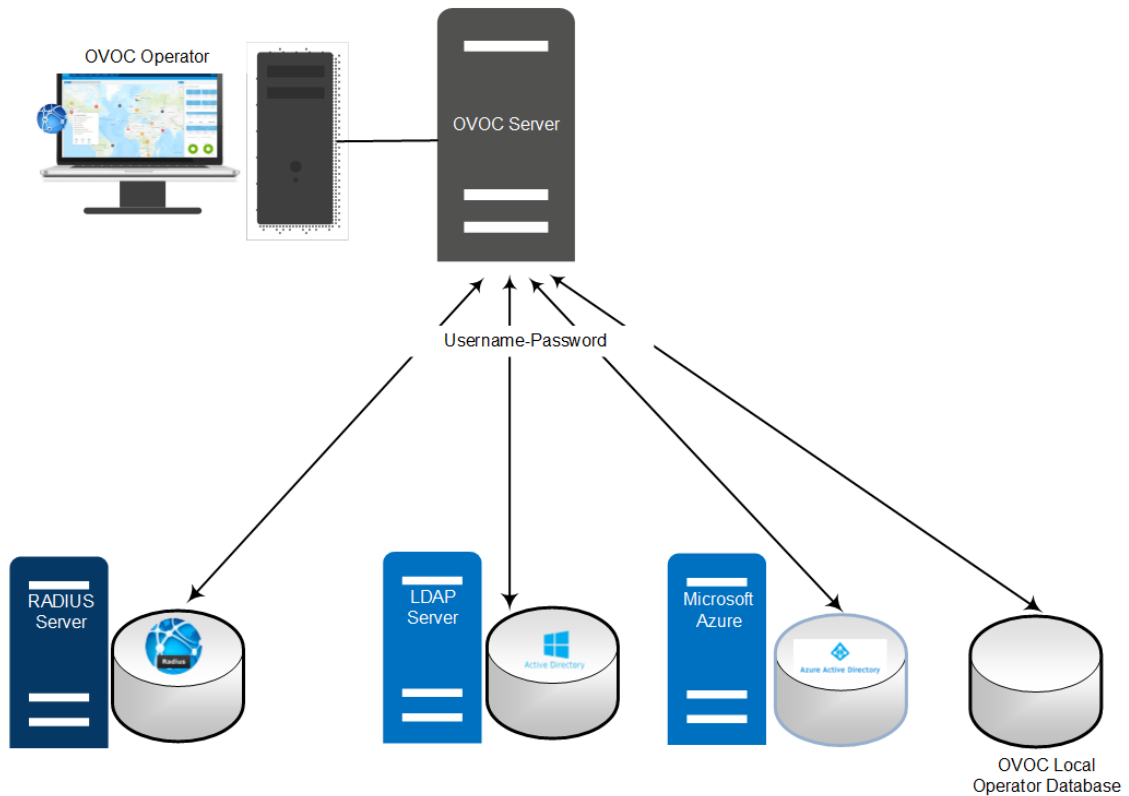 OVOC Operator
OVOC Server
Username-Password
RADIUS
Server
Radius
LDAP
Server
Active Directory
Microsoft
Azure
Azure Active Directory
OVOC Local
Operator Database